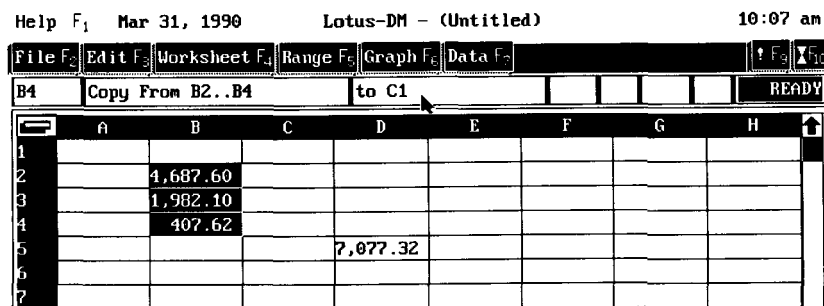 Help F1 Mar 31, 1990 Lotus-DM - (Untitled) 10:07 am
File F2 Edit F3 Worksheet F4 Range F5 Graph F6 Data F7 ! F9 F10
B4 Copy From B2..B4 to C1 READY
A B C D E F G H
1
2 4,687.60
3 1,982.10
4 407.62
5 7,077.32
6
7